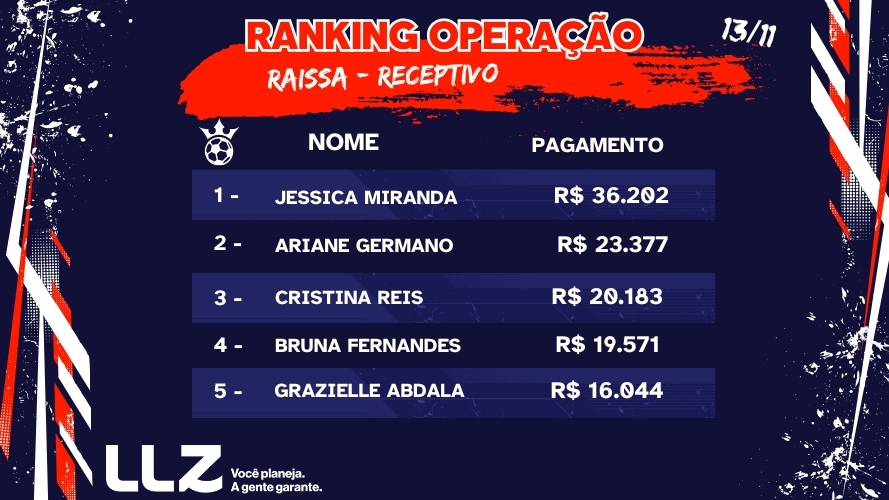 RANKING OPERAÇÃO
13/11
RAISSA - RECEPTIVO
NOME PAGAMENTO
1 - JESSICA MIRANDA R$ 36.202
2 - ARIANE GERMANO R$ 23.377
3 - CRISTINA REIS R$ 20.183
4 - BRUNA FERNANDES R$ 19.571
5 - GRAZIELLE ABDALA R$ 16.044
LLZ
Você planeja.
A gente garante.